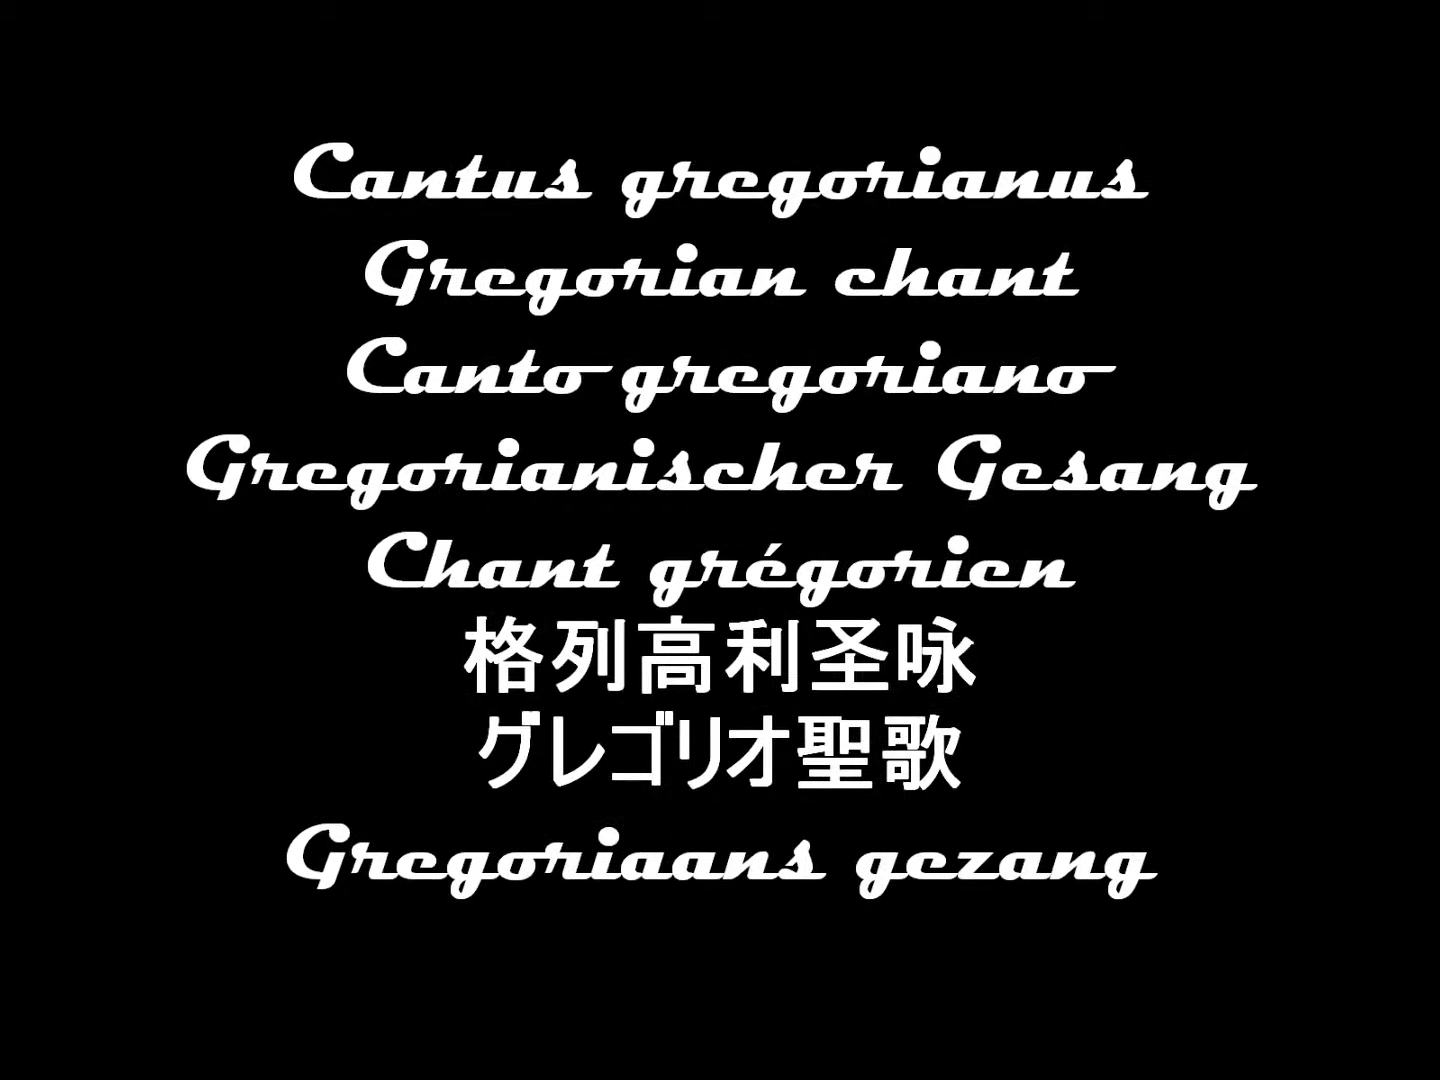 Cantus gregorianus
Gregorian chant
Canto gregoriano
Gregorianischer Gesang
Chant grégorien
格列高利圣咏
グレゴリオ聖歌
Gregoriaans gezang